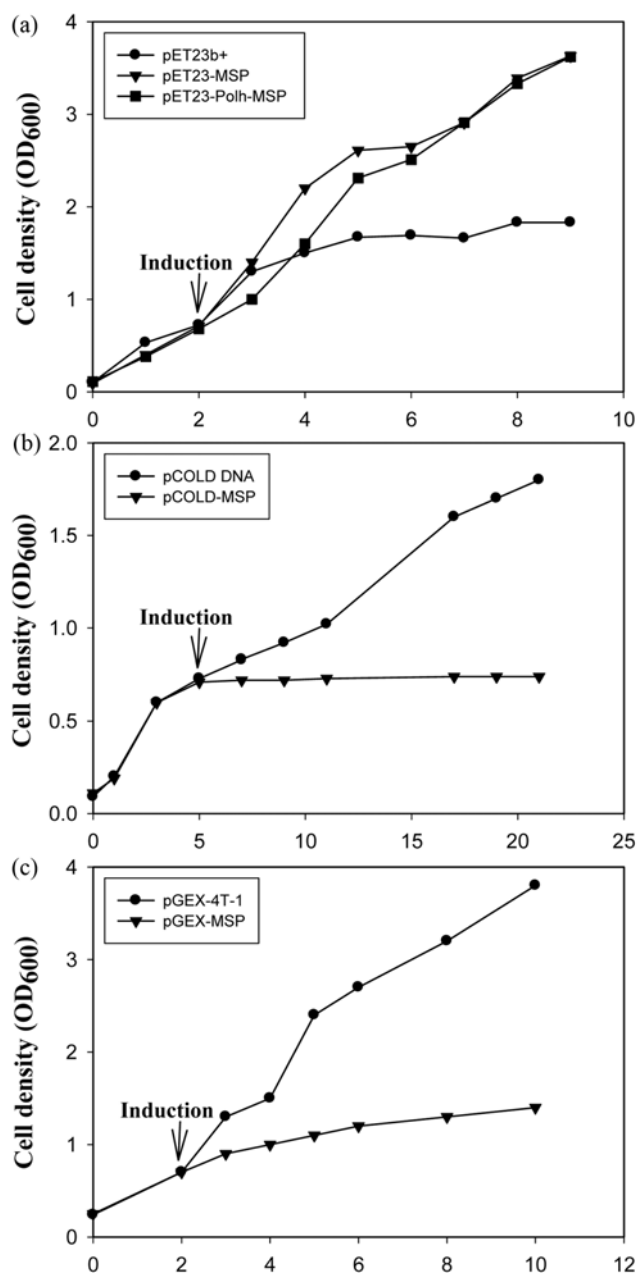 (a)
pET23b+
pET23-MSP
pET23-Polh-MSP
Cell density (OD600)
Induction
4
3
2
1
0
0 2 4 6 8 10
(b)
pCOLD DNA
pCOLD-MSP
Cell density (OD600)
Induction
2.0
1.5
1.0
0.5
0.0
0 5 10 15 20 25
(c)
pGEX-4T-1
pGEX-MSP
Cell density (OD600)
Induction
4
3
2
1
0
0 2 4 6 8 10 12